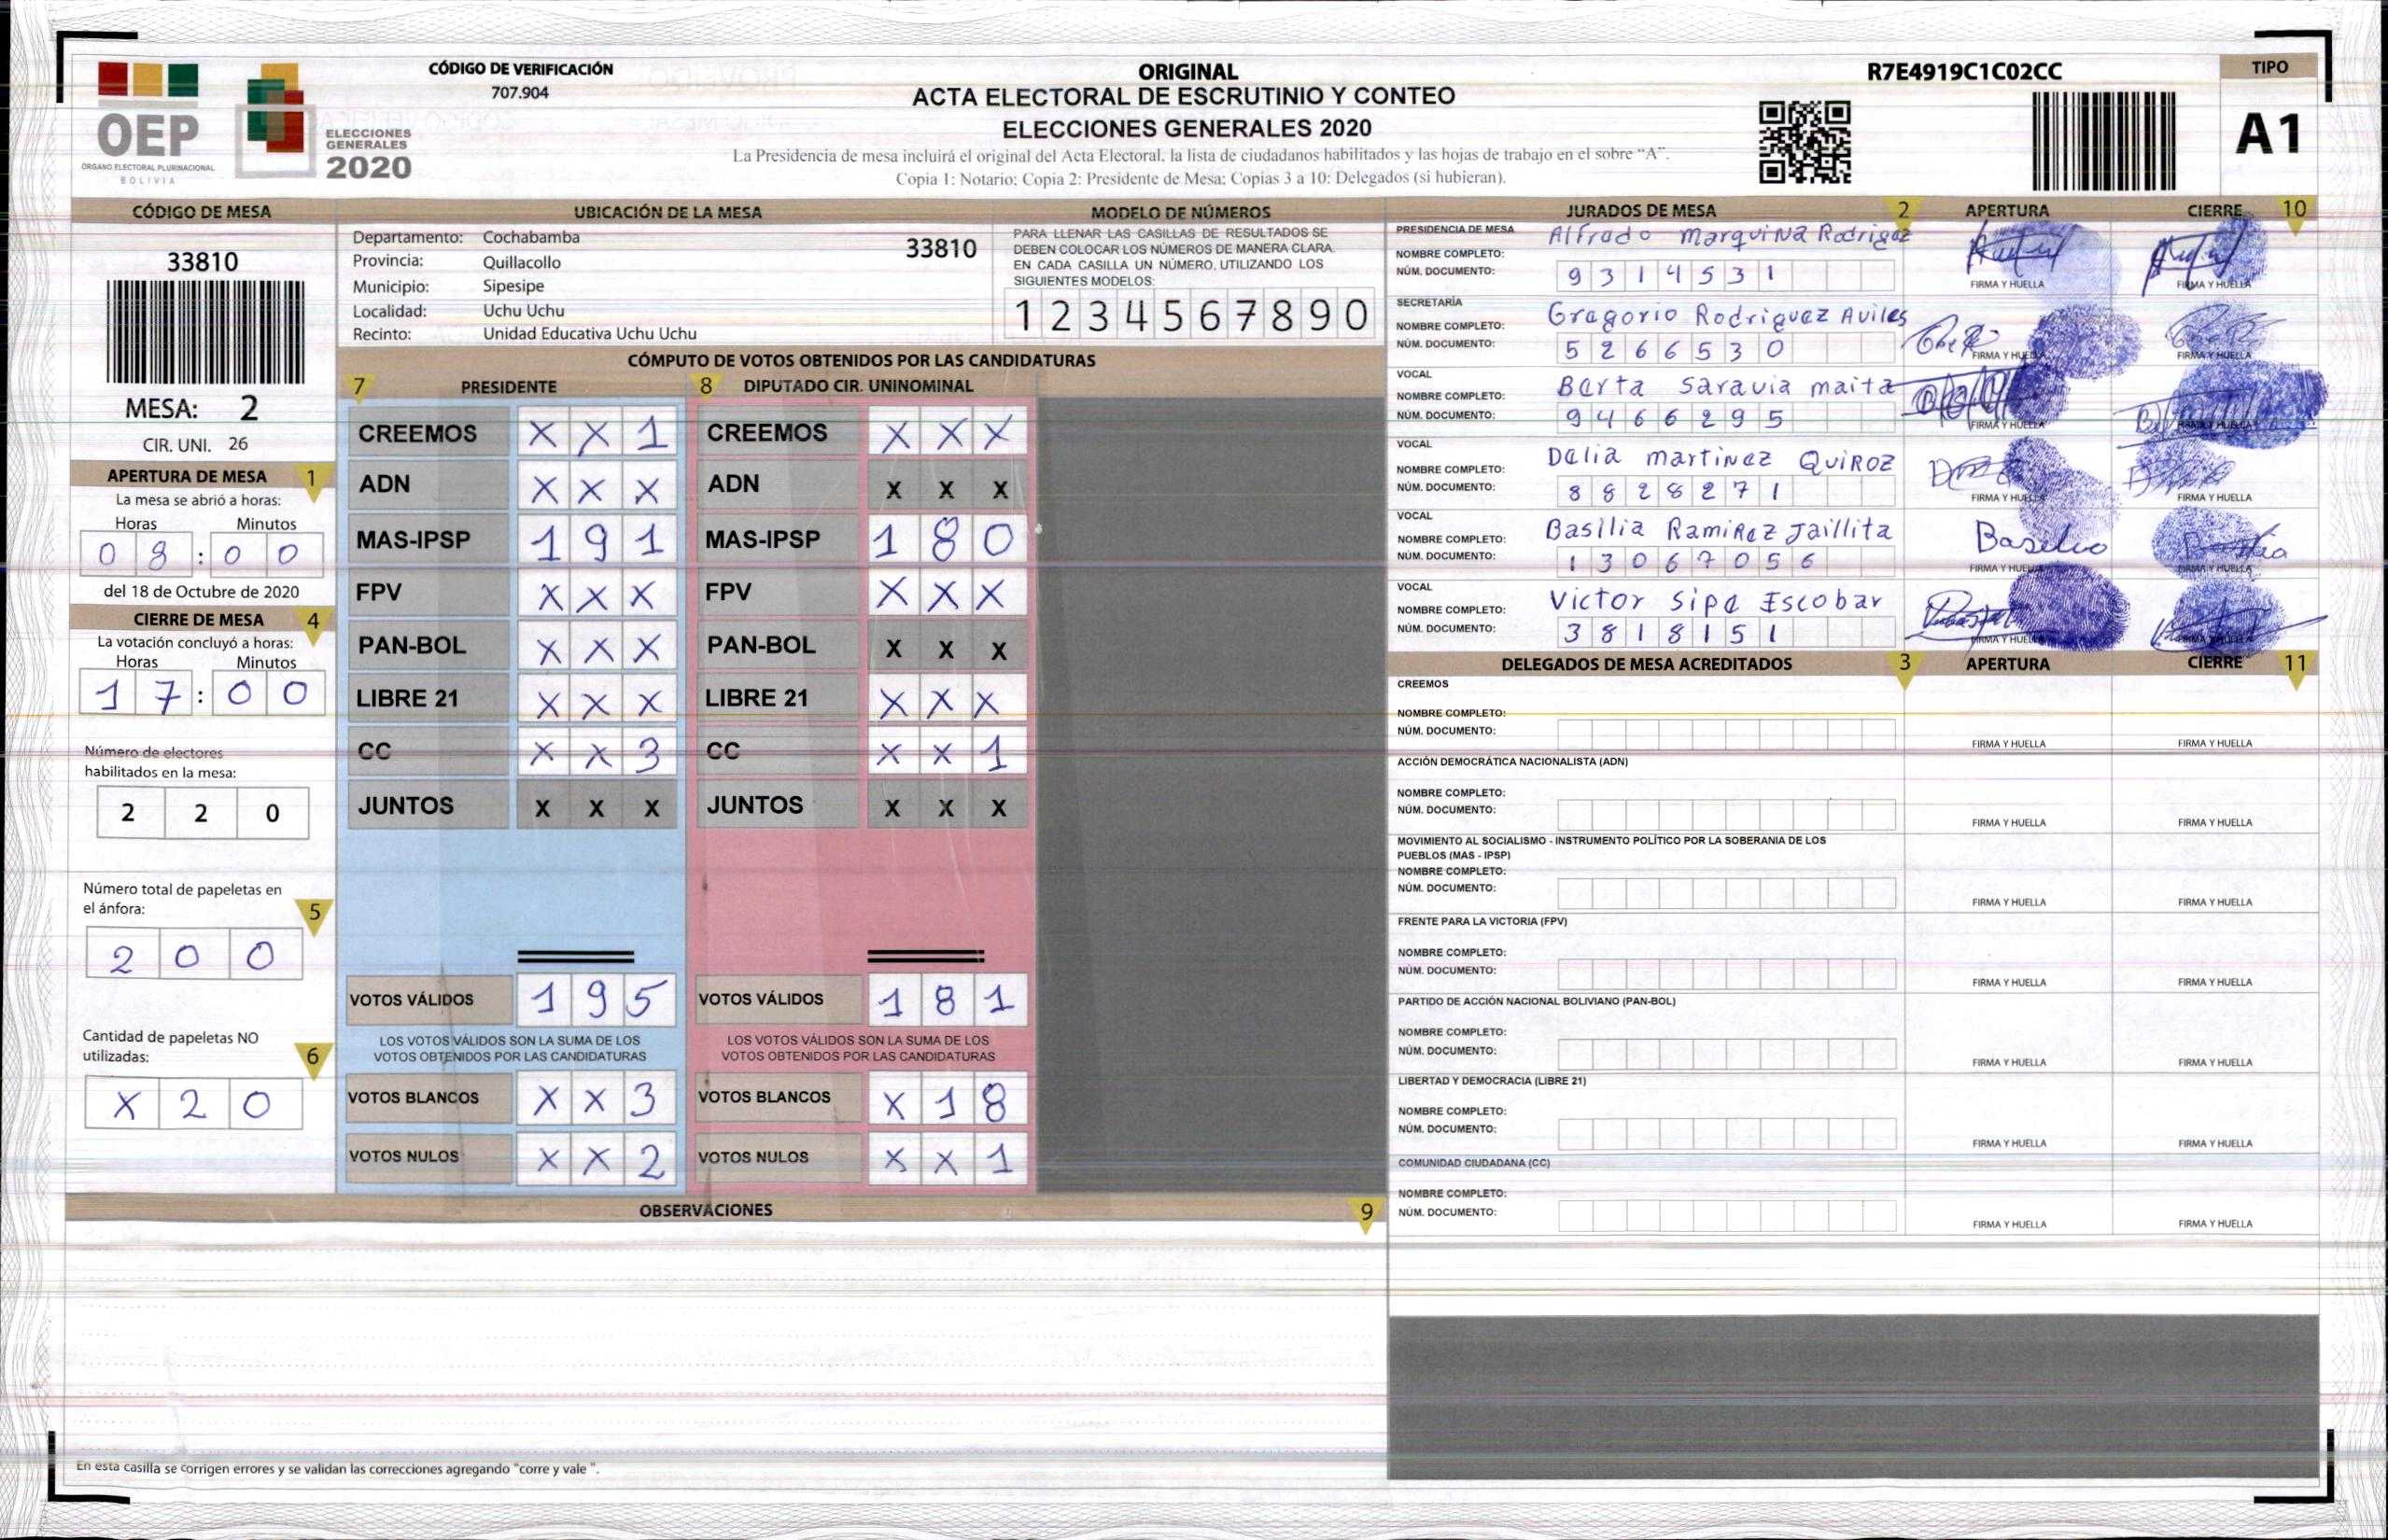 OEP
ÓRGANO ELECTORAL PLURINACIONAL
BOLIVIA
ELECCIONES
GENERALES
2020
CÓDIGO DE VERIFICACIÓN
707.904
ORIGINAL
ACTA ELECTORAL DE ESCRUTINIO Y CONTEO
ELECCIONES GENERALES 2020
La Presidencia de mesa incluirá el original del Acta Electoral, la lista de ciudadanos habilitados y las hojas de trabajo en el sobre “A”.
Copia 1: Notario; Copia 2: Presidente de Mesa; Copias 3 a 10: Delegados (si hubieran).
R7E4919C1C02CC
TIPO
A1
CÓDIGO DE MESA
33810
MESA: 2
CIR. UNI. 26
APERTURA DE MESA 1
La mesa se abrió a horas:
Horas Minutos
0 8 : 0 0
del 18 de Octubre de 2020
CIERRE DE MESA 4
La votación concluyó a horas:
Horas Minutos
1 7 : 0 0
Número de electores
habilitados en la mesa:
2 2 0
Número total de papeletas en
el ánfora: 5
2 0 0
Cantidad de papeletas NO
utilizadas: 6
X 2 0
UBICACIÓN DE LA MESA
Departamento: Cochabamba 33810
Provincia: Quillacollo
Municipio: Sipesipe
Localidad: Uchu Uchu
Recinto: Unidad Educativa Uchu Uchu
MODELO DE NÚMEROS
PARA LLENAR LAS CASILLAS DE RESULTADOS SE
DEBEN COLOCAR LOS NÚMEROS DE MANERA CLARA.
EN CADA CASILLA UN NÚMERO, UTILIZANDO LOS
SIGUIENTES MODELOS:
1 2 3 4 5 6 7 8 9 0
CÓMPUTO DE VOTOS OBTENIDOS POR LAS CANDIDATURAS
7 PRESIDENTE 8 DIPUTADO CIR. UNINOMINAL
CREEMOS X X 1 CREEMOS X X X
ADN X X X ADN X X X
MAS-IPSP 1 9 1 MAS-IPSP 1 8 0
FPV X X X FPV X X X
PAN-BOL X X X PAN-BOL X X X
LIBRE 21 X X X LIBRE 21 X X X
CC X X 3 CC X X 1
JUNTOS X X X JUNTOS X X X
VOTOS VÁLIDOS 1 9 5 VOTOS VÁLIDOS 1 8 1
LOS VOTOS VÁLIDOS SON LA SUMA DE LOS LOS VOTOS VÁLIDOS SON LA SUMA DE LOS
VOTOS OBTENIDOS POR LAS CANDIDATURAS VOTOS OBTENIDOS POR LAS CANDIDATURAS
VOTOS BLANCOS X X 3 VOTOS BLANCOS X 1 8
VOTOS NULOS X X 2 VOTOS NULOS X X 1
OBSERVACIONES 9
En esta casilla se corrigen errores y se validan las correcciones agregando "corre y vale ".
JURADOS DE MESA 2 APERTURA CIERRE 10
PRESIDENCIA DE MESA
NOMBRE COMPLETO: Alfrado Marquina Rodrigaz
NÚM. DOCUMENTO: 9 3 1 4 5 3 1 FIRMA Y HUELLA FIRMA Y HUELLA
SECRETARÍA
NOMBRE COMPLETO: Gragorio Rodriguaz Aviles
NÚM. DOCUMENTO: 5 2 6 6 5 3 0 FIRMA Y HUELLA FIRMA Y HUELLA
VOCAL
NOMBRE COMPLETO: Barta Saravia maita
NÚM. DOCUMENTO: 9 4 6 6 2 9 5 FIRMA Y HUELLA FIRMA Y HUELLA
VOCAL
NOMBRE COMPLETO: Dalia martinaz QUIROZ
NÚM. DOCUMENTO: 8 8 2 8 2 7 1 FIRMA Y HUELLA FIRMA Y HUELLA
VOCAL
NOMBRE COMPLETO: Basilia Ramiraz Jaillita Basilio
NÚM. DOCUMENTO: 1 3 0 6 7 0 5 6 FIRMA Y HUELLA FIRMA Y HUELLA
VOCAL
NOMBRE COMPLETO: Victor Sipa Escobar
NÚM. DOCUMENTO: 3 8 1 8 1 5 1 FIRMA Y HUELLA FIRMA Y HUELLA
DELEGADOS DE MESA ACREDITADOS 3 APERTURA CIERRE 11
CREEMOS
NOMBRE COMPLETO:
NÚM. DOCUMENTO: FIRMA Y HUELLA FIRMA Y HUELLA
ACCIÓN DEMOCRÁTICA NACIONALISTA (ADN)
NOMBRE COMPLETO:
NÚM. DOCUMENTO: FIRMA Y HUELLA FIRMA Y HUELLA
MOVIMIENTO AL SOCIALISMO - INSTRUMENTO POLÍTICO POR LA SOBERANIA DE LOS
PUEBLOS (MAS - IPSP)
NOMBRE COMPLETO:
NÚM. DOCUMENTO: FIRMA Y HUELLA FIRMA Y HUELLA
FRENTE PARA LA VICTORIA (FPV)
NOMBRE COMPLETO:
NÚM. DOCUMENTO: FIRMA Y HUELLA FIRMA Y HUELLA
PARTIDO DE ACCIÓN NACIONAL BOLIVIANO (PAN-BOL)
NOMBRE COMPLETO:
NÚM. DOCUMENTO: FIRMA Y HUELLA FIRMA Y HUELLA
LIBERTAD Y DEMOCRACIA (LIBRE 21)
NOMBRE COMPLETO:
NÚM. DOCUMENTO: FIRMA Y HUELLA FIRMA Y HUELLA
COMUNIDAD CIUDADANA (CC)
NOMBRE COMPLETO:
NÚM. DOCUMENTO: FIRMA Y HUELLA FIRMA Y HUELLA